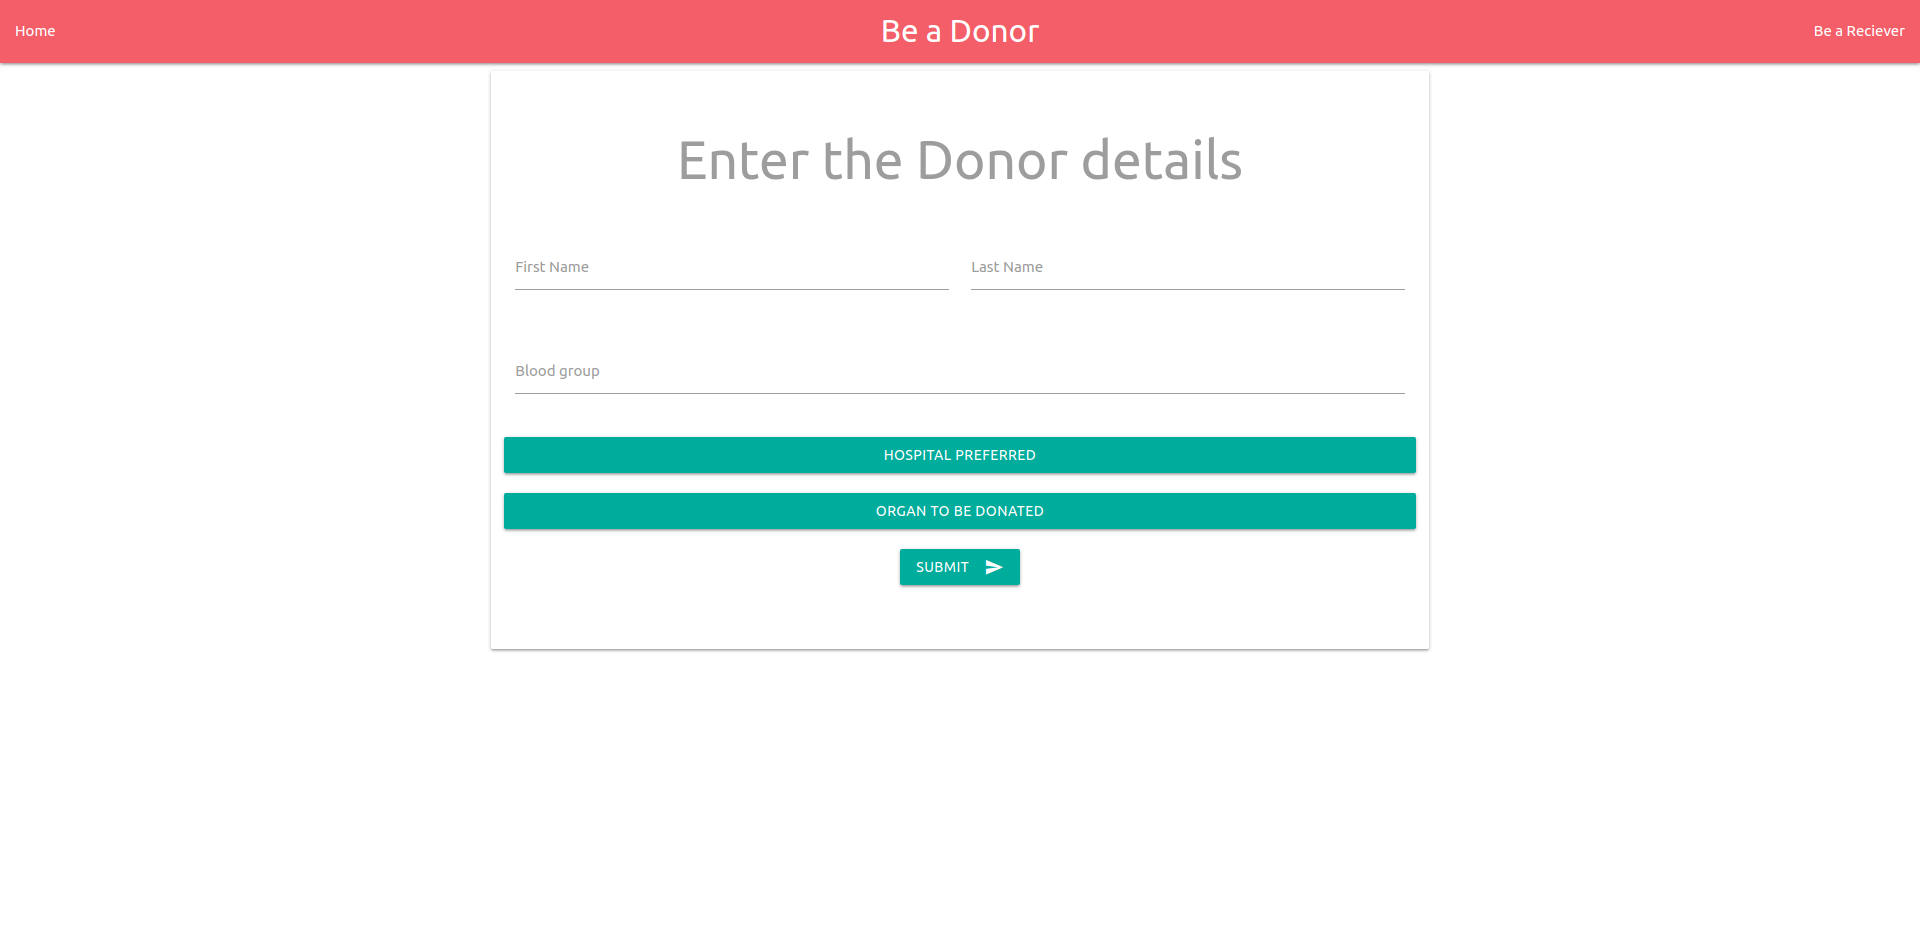 Home
Be a Donor
Be a Reciever
Enter the Donor details
First Name
Last Name
Blood group
HOSPITAL PREFERRED
ORGAN TO BE DONATED
SUBMIT